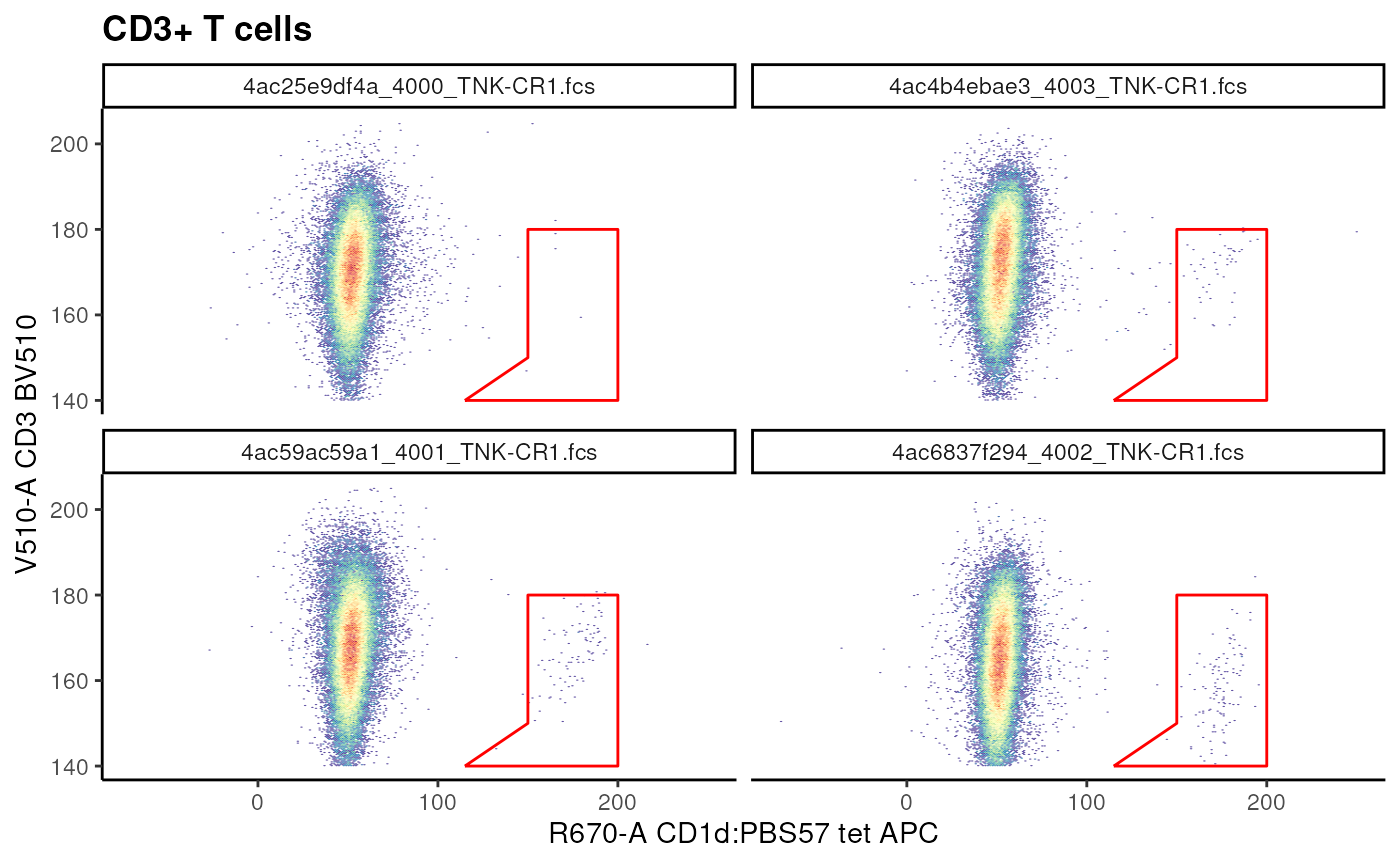 CD3+ T cells
4ac25e9df4a_4000_TNK-CR1.fcs
4ac4b4ebae3_4003_TNK-CR1.fcs
200
180
160
140
4ac59ac59a1_4001_TNK-CR1.fcs
4ac6837f294_4002_TNK-CR1.fcs
200
180
160
140
V510-A CD3 BV510
0
100
200
0
100
200
R670-A CD1d:PBS57 tet APC